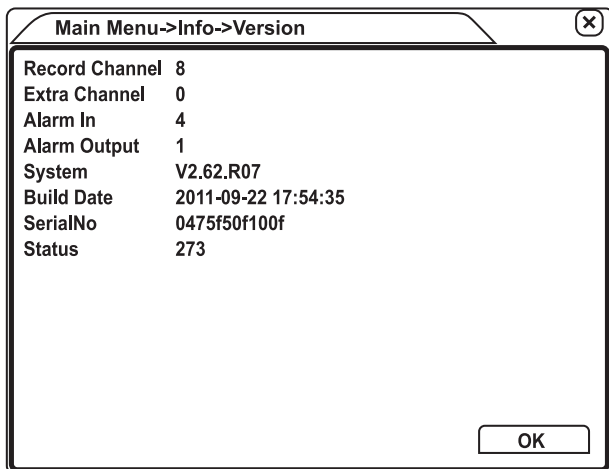 Main Menu->Info->Version
Record Channel 8
Extra Channel 0
Alarm In 4
Alarm Output 1
System V2.62.R07
Build Date 2011-09-22 17:54:35
SerialNo 0475f50f100f
Status 273
OK